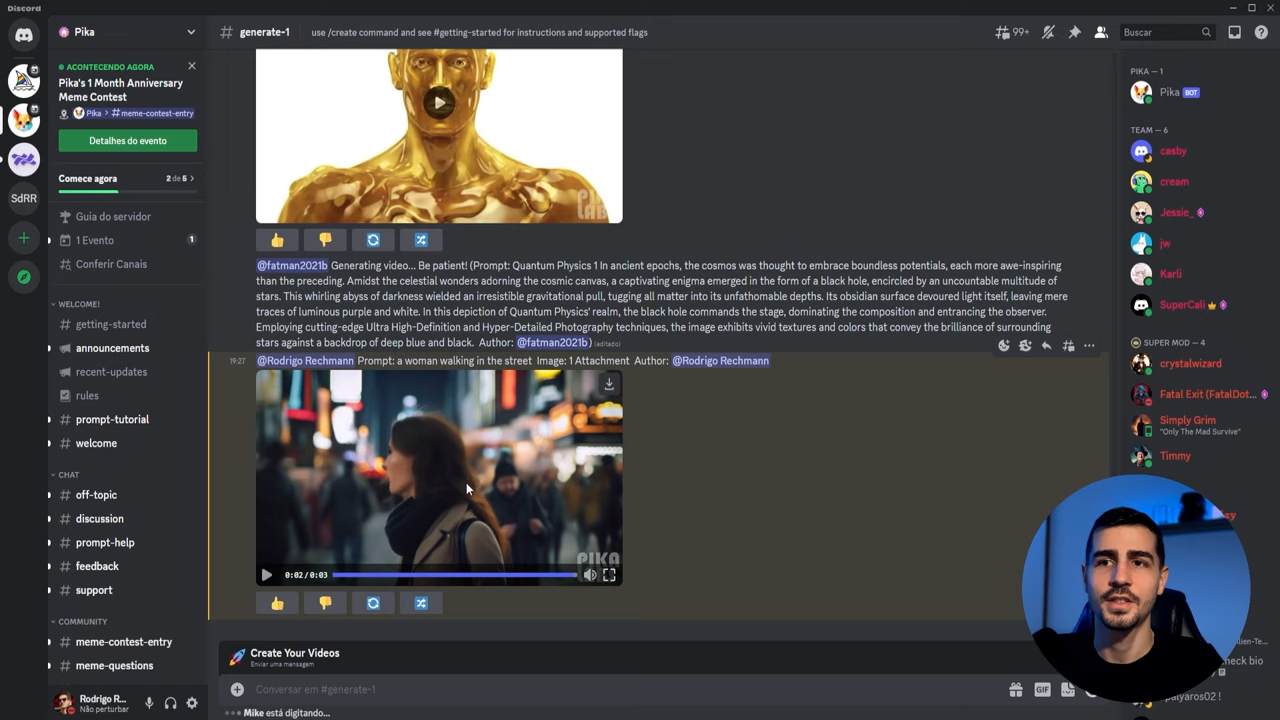 Discord
Pika
generate-1
use /create command and see #getting-started for instructions and supported flags
99+
Buscar
ACONTECENDO AGORA
Pika's 1 Month Anniversary
Meme Contest
Pika > #meme-contest-entry
Detalhes do evento
Comece agora
2 de 5
SdRR
Guia do servidor
1 Evento
1
Conferir Canais
WELCOME!
getting-started
announcements
recent-updates
rules
prompt-tutorial
welcome
CHAT
off-topic
discussion
prompt-help
feedback
support
COMMUNITY
meme-contest-entry
meme-questions
Rodrigo R...
Não perturbar
@fatman2021b Generating video... Be patient! (Prompt: Quantum Physics 1 In ancient epochs, the cosmos was thought to embrace boundless potentials, each more awe-inspiring
than the preceding. Amidst the celestial wonders adorning the cosmic canvas, a captivating enigma emerged in the form of a black hole, encircled by an uncountable multitude of
stars. This whirling abyss of darkness wielded an irresistible gravitational pull, tugging all matter into its unfathomable depths. Its obsidian surface devoured light itself, leaving mere
traces of luminous purple and white. In this depiction of Quantum Physics' realm, the black hole commands the stage, dominating the composition and entrancing the observer.
Employing cutting-edge Ultra High-Definition and Hyper-Detailed Photography techniques, the image exhibits vivid textures and colors that convey the brilliance of surrounding
stars against a backdrop of deep blue and black. Author: @fatman2021b) (editado)
19:27
@Rodrigo Rechmann Prompt: a woman walking in the street Image: 1 Attachment Author: @Rodrigo Rechmann
PIKA
0:02/0:03
Create Your Videos
Enviar uma mensagem
Conversar em #generate-1
GIF
Mike está digitando...
PIKA — 1
Pika BOT
TEAM — 6
casby
cream
Jessie_
jw
Karli
SuperCali
SUPER MOD — 4
crystalwizard
Fatal Exit (FatalDot...
Simply Grim
"Only The Mad Survive"
Timmy
check bio
palyaros02 !